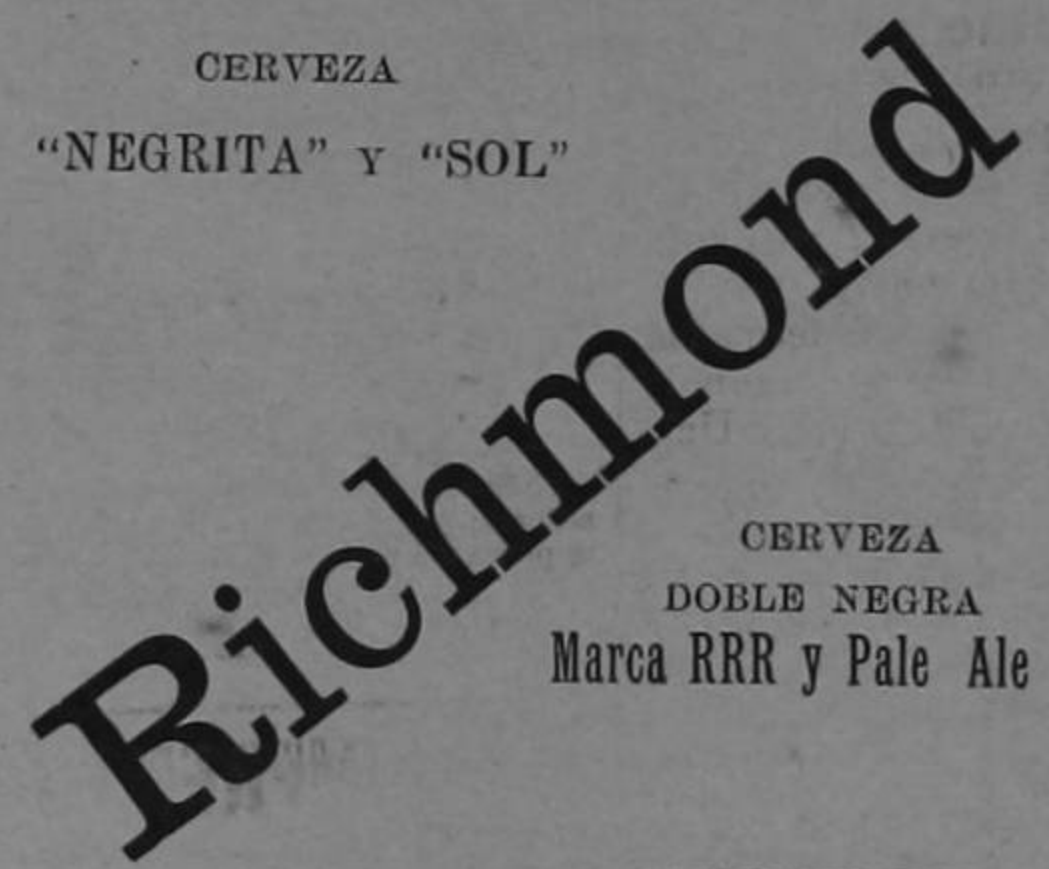 CERVEZA
“NEGRITA” Y “SOL”
Richmond
CERVEZA
DOBLE NEGRA
Marca RRR y Pale Ale